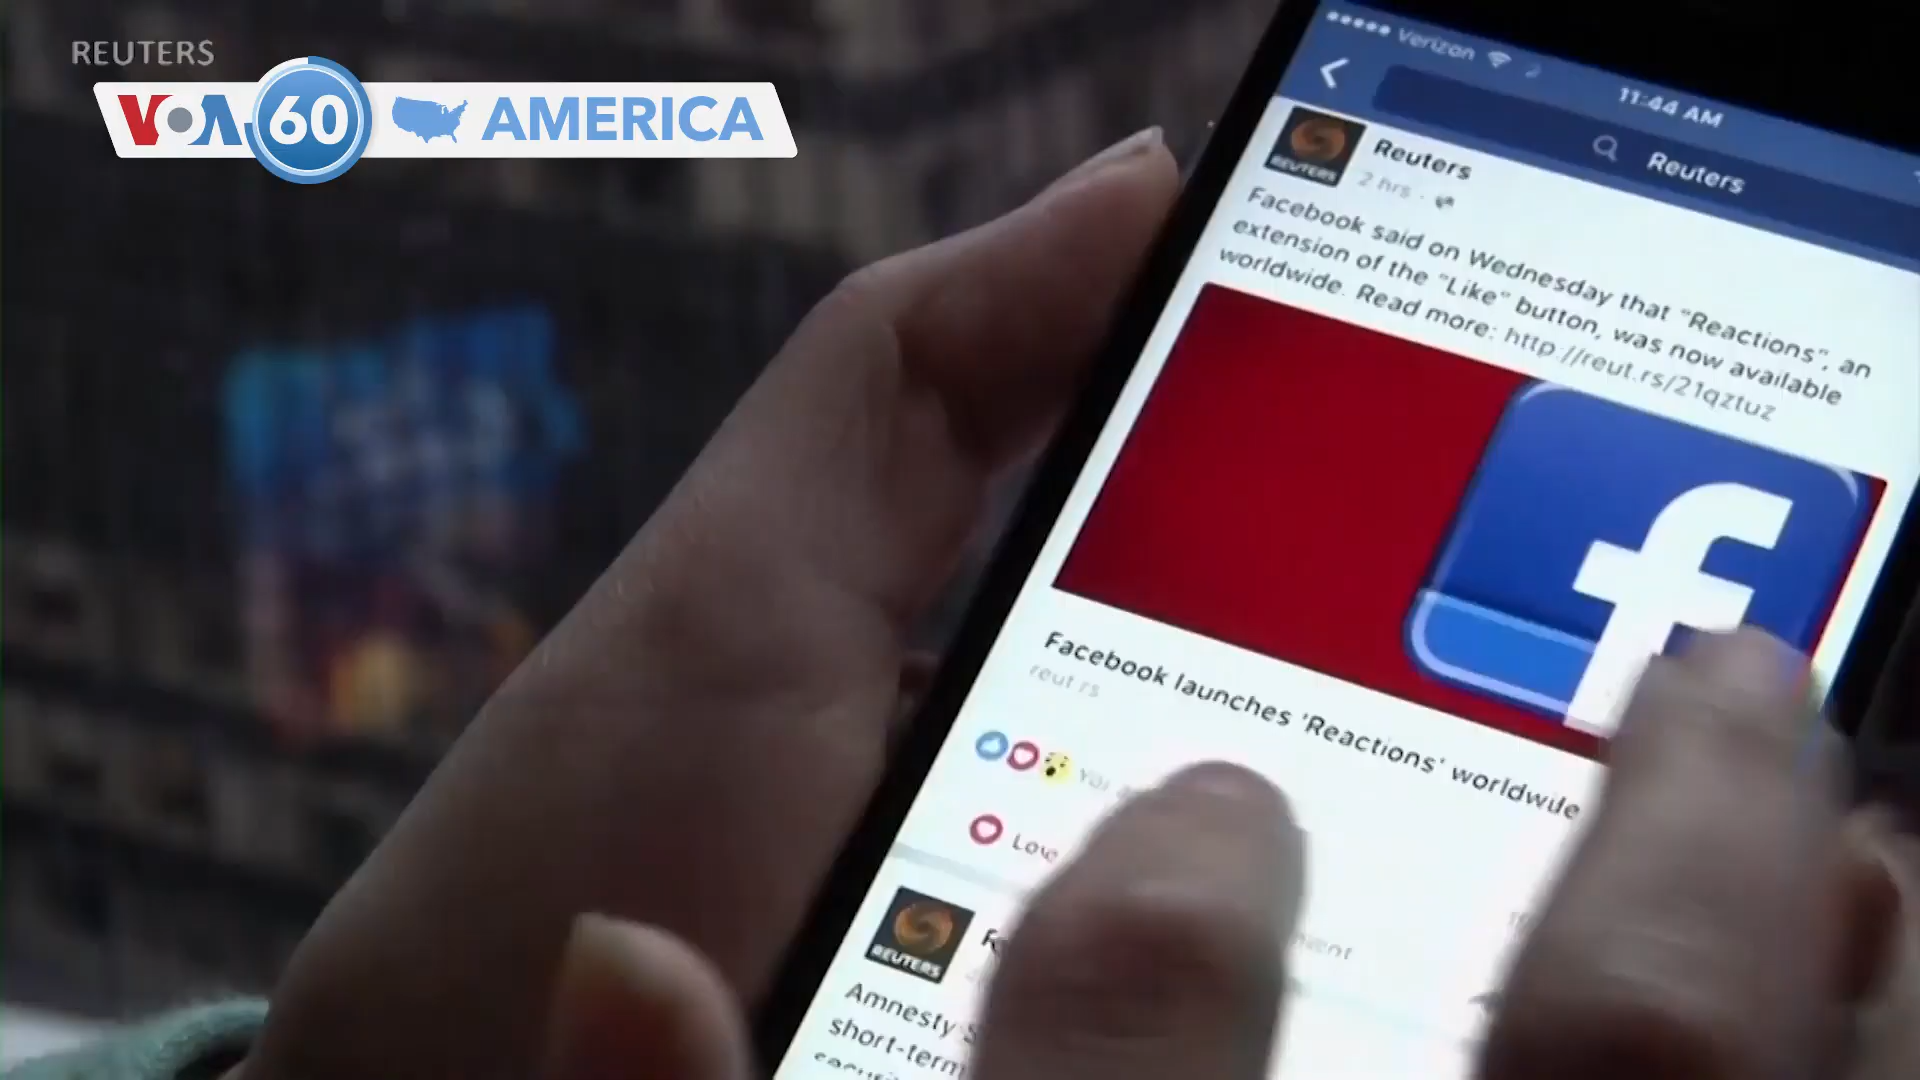 REUTERS
VOA 60 AMERICA
Verizon
11:44 AM
Reuters
REUTERS
Reuters
2 hrs
Facebook said on Wednesday that "Reactions", an
extension of the "Like" button, was now available
worldwide. Read more: http://reut.rs/21qztuz
f
Facebook launches 'Reactions' worldwide
reut.rs
Love
REUTERS
Amnesty
short-term